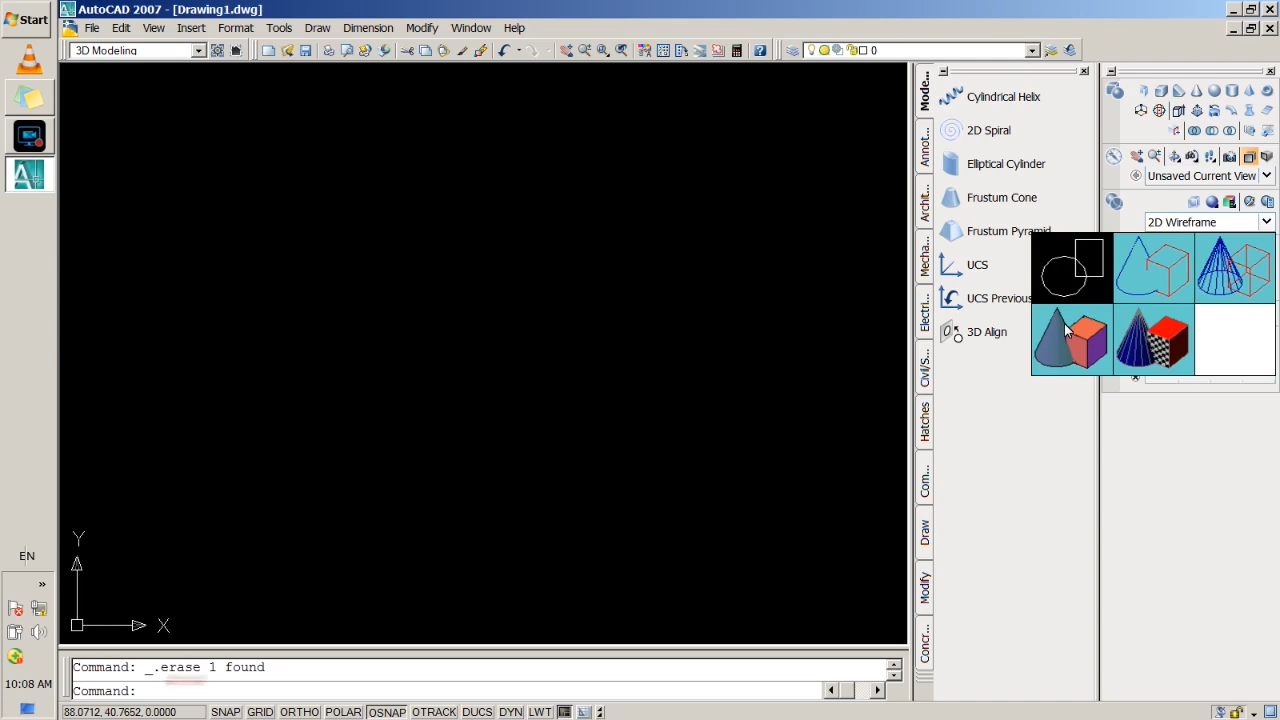 Start
AutoCAD 2007 - [Drawing1.dwg]
File Edit View Insert Format Tools Draw Dimension Modify Window Help
3D Modeling
0
Mode...
Annot...
Archit...
Mecha...
Electri...
Civil/S...
Hatches
Com...
Draw
Modify
Concr...
Cylindrical Helix
2D Spiral
Elliptical Cylinder
Frustum Cone
Frustum Pyramid
UCS
UCS Previous
3D Align
Unsaved Current View
2D Wireframe
Y
X
EN
10:08 AM
Command: _.erase 1 found
Command:
88.0712, 40.7652, 0.0000 SNAP GRID ORTHO POLAR OSNAP OTRACK DUCS DYN LWT